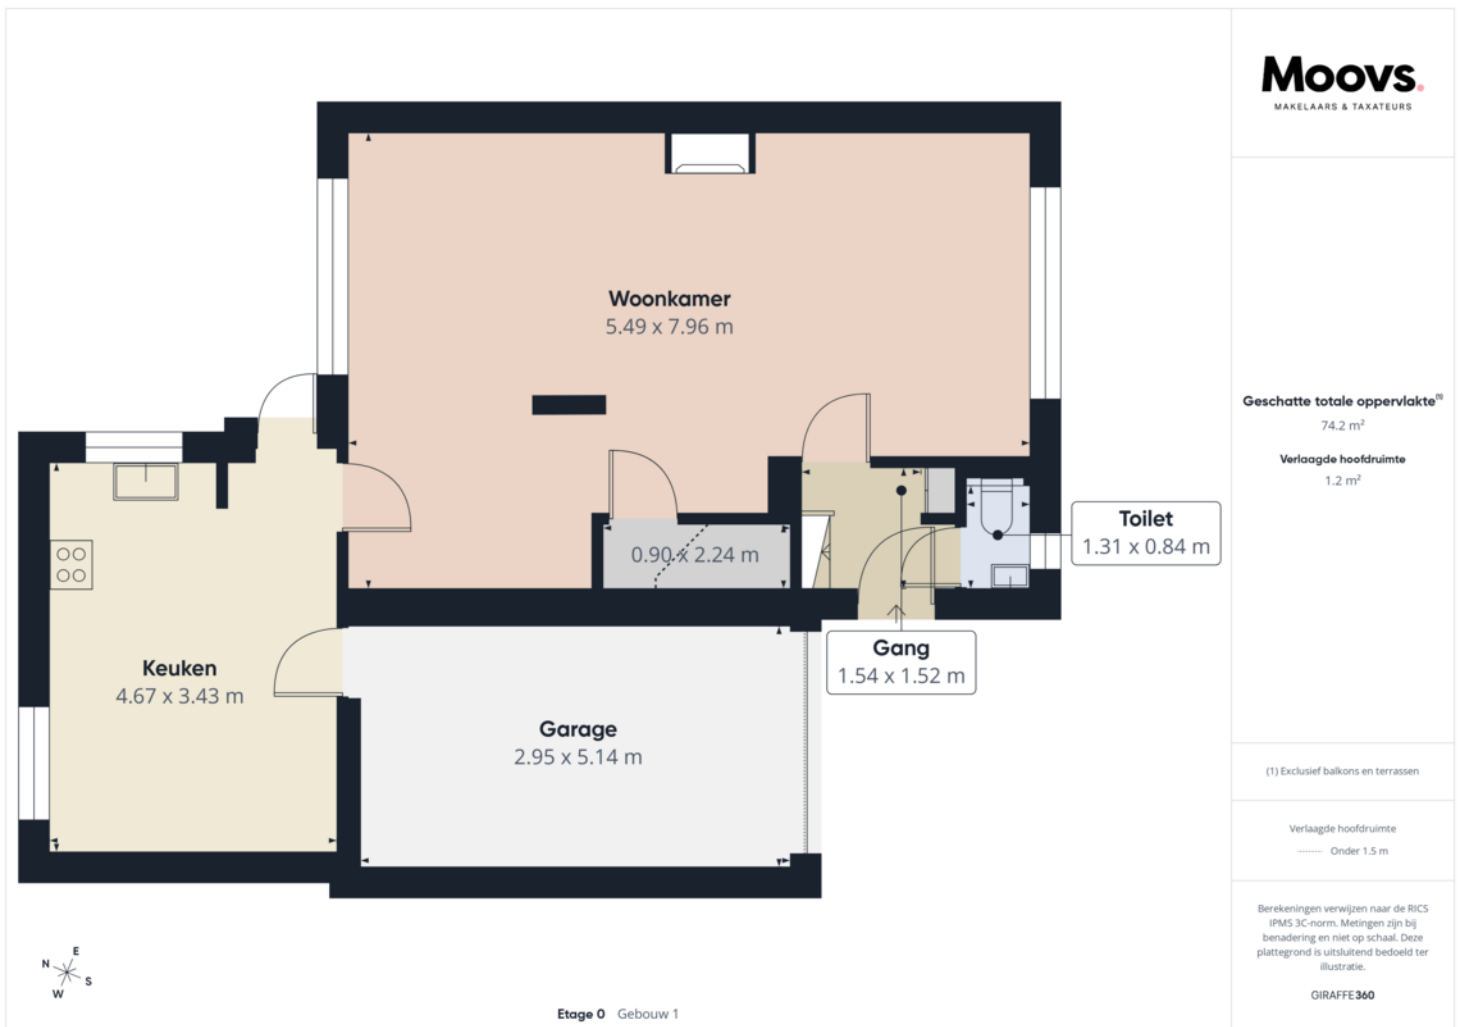 Moovs.
MAKELAARS & TAXATEURS
Woonkamer
5.49 x 7.96 m
0.90 x 2.24 m
Toilet
1.31 x 0.84 m
Gang
1.54 x 1.52 m
Keuken
4.67 x 3.43 m
Garage
2.95 x 5.14 m
Geschatte totale oppervlakte(1)
74.2 m²
Verlaagde hoofdruimte
1.2 m²
(1) Exclusief balkons en terrassen
Verlaagde hoofdruimte
Onder 1.5 m
Berekeningen verwijzen naar de RICS
IPMS 3C-norm. Metingen zijn bij
benadering en niet op schaal. Deze
plattegrond is uitsluitend bedoeld ter
illustratie.
GIRAFFE360
E
N
S
W
Etage 0 Gebouw 1